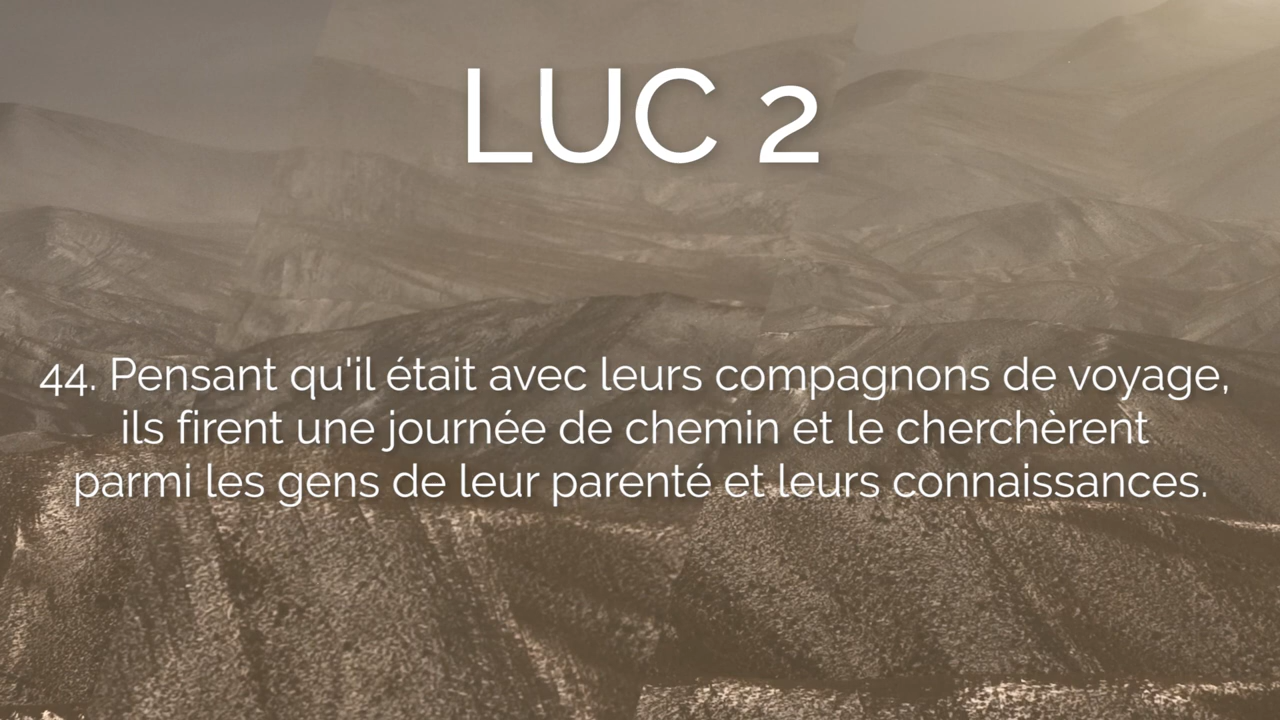 LUC 2
44. Pensant qu'il était avec leurs compagnons de voyage,
ils firent une journée de chemin et le cherchèrent
parmi les gens de leur parenté et leurs connaissances.